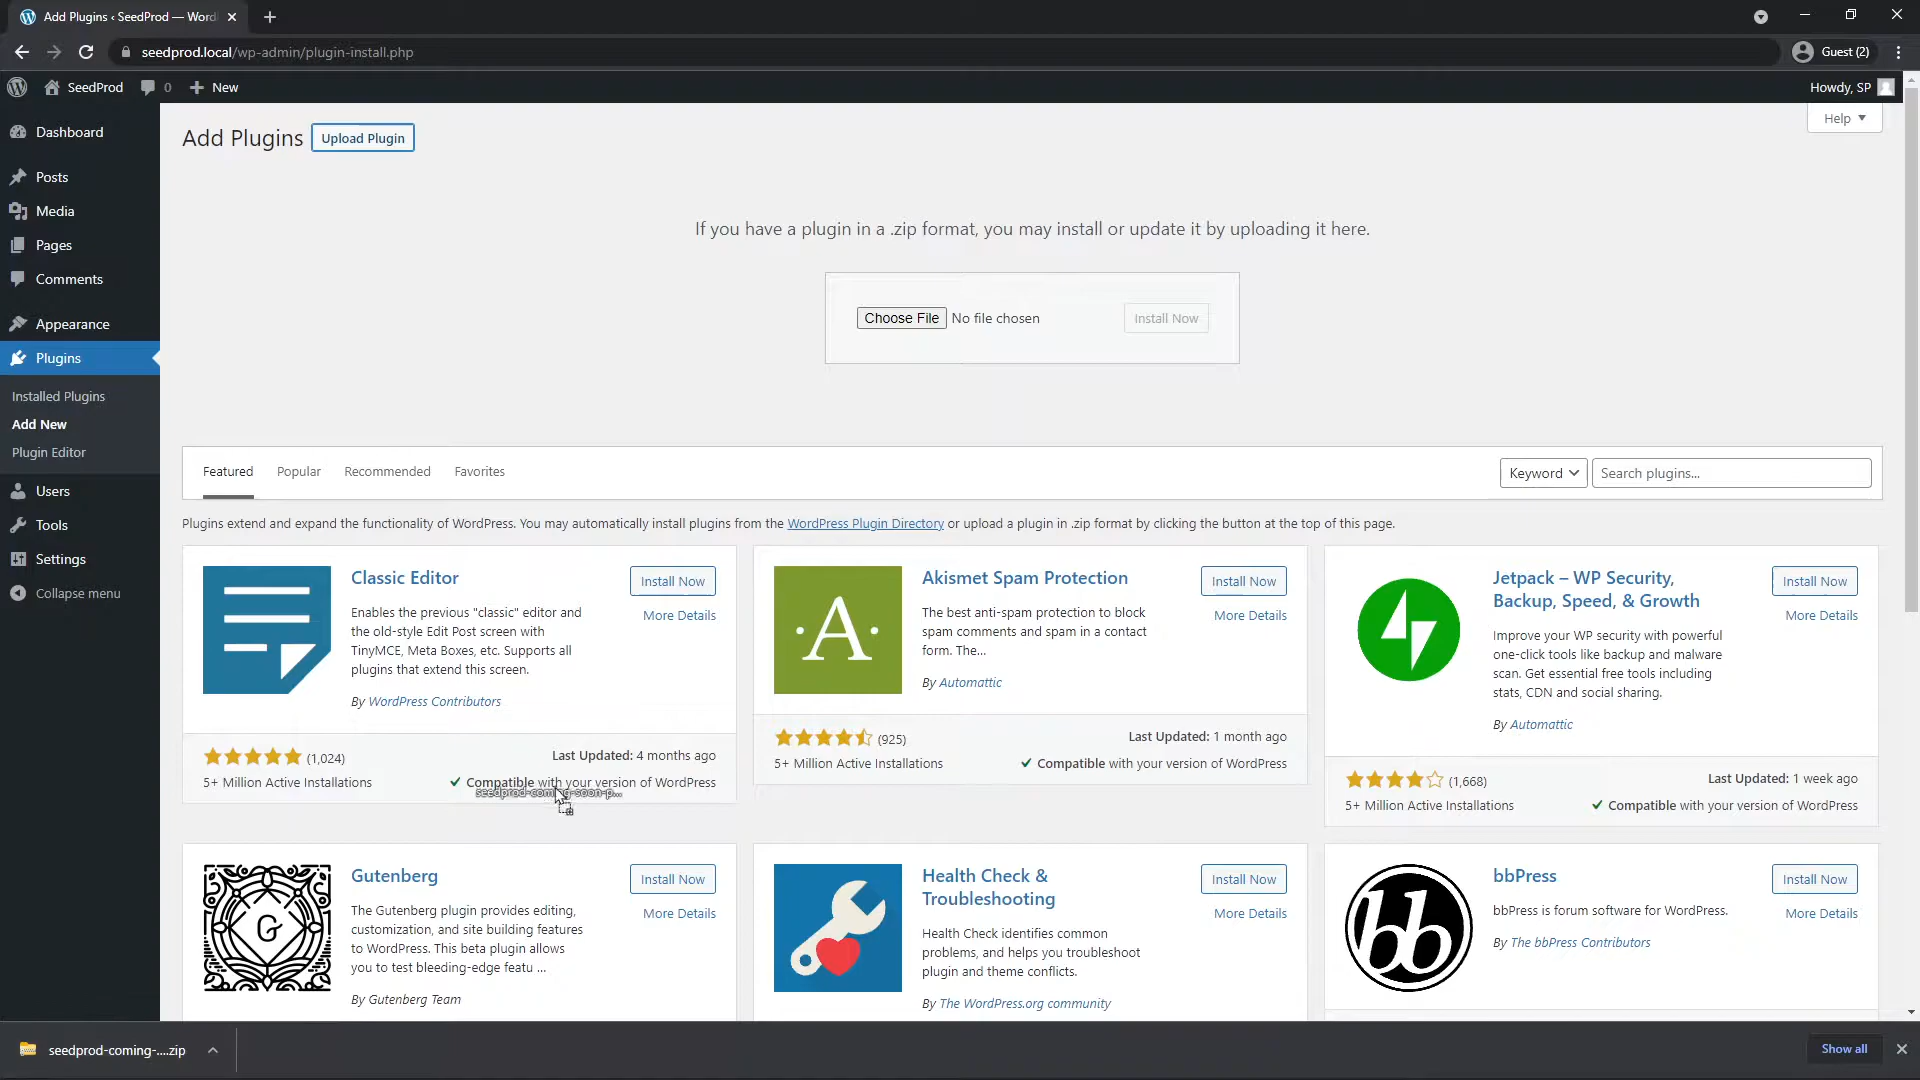 Add Plugins ‹ SeedProd — Word
seedprod.local/wp-admin/plugin-install.php
Guest (2)
SeedProd
0
New
Howdy, SP
Dashboard
Posts
Media
Pages
Comments
Appearance
Plugins
Installed Plugins
Add New
Plugin Editor
Users
Tools
Settings
Collapse menu
Add Plugins
Upload Plugin
Help
If you have a plugin in a .zip format, you may install or update it by uploading it here.
Choose File No file chosen
Install Now
Featured
Popular
Recommended
Favorites
Keyword
Search plugins...
Plugins extend and expand the functionality of WordPress. You may automatically install plugins from the WordPress Plugin Directory or upload a plugin in .zip format by clicking the button at the top of this page.
Classic Editor
Install Now
More Details
Enables the previous "classic" editor and
the old-style Edit Post screen with
TinyMCE, Meta Boxes, etc. Supports all
plugins that extend this screen.
By WordPress Contributors
(1,024)
Last Updated: 4 months ago
5+ Million Active Installations
Compatible with your version of WordPress
seedprod-coming-soon-p...
Akismet Spam Protection
Install Now
More Details
The best anti-spam protection to block
spam comments and spam in a contact
form. The...
By Automattic
(925)
Last Updated: 1 month ago
5+ Million Active Installations
Compatible with your version of WordPress
Jetpack – WP Security,
Backup, Speed, & Growth
Install Now
More Details
Improve your WP security with powerful
one-click tools like backup and malware
scan. Get essential free tools including
stats, CDN and social sharing.
By Automattic
(1,668)
Last Updated: 1 week ago
5+ Million Active Installations
Compatible with your version of WordPress
G
Gutenberg
Install Now
More Details
The Gutenberg plugin provides editing,
customization, and site building features
to WordPress. This beta plugin allows
you to test bleeding-edge featu ...
By Gutenberg Team
Health Check &
Troubleshooting
Install Now
More Details
Health Check identifies common
problems, and helps you troubleshoot
plugin and theme conflicts.
By The WordPress.org community
bb
bbPress
Install Now
More Details
bbPress is forum software for WordPress.
By The bbPress Contributors
seedprod-coming-....zip
Show all